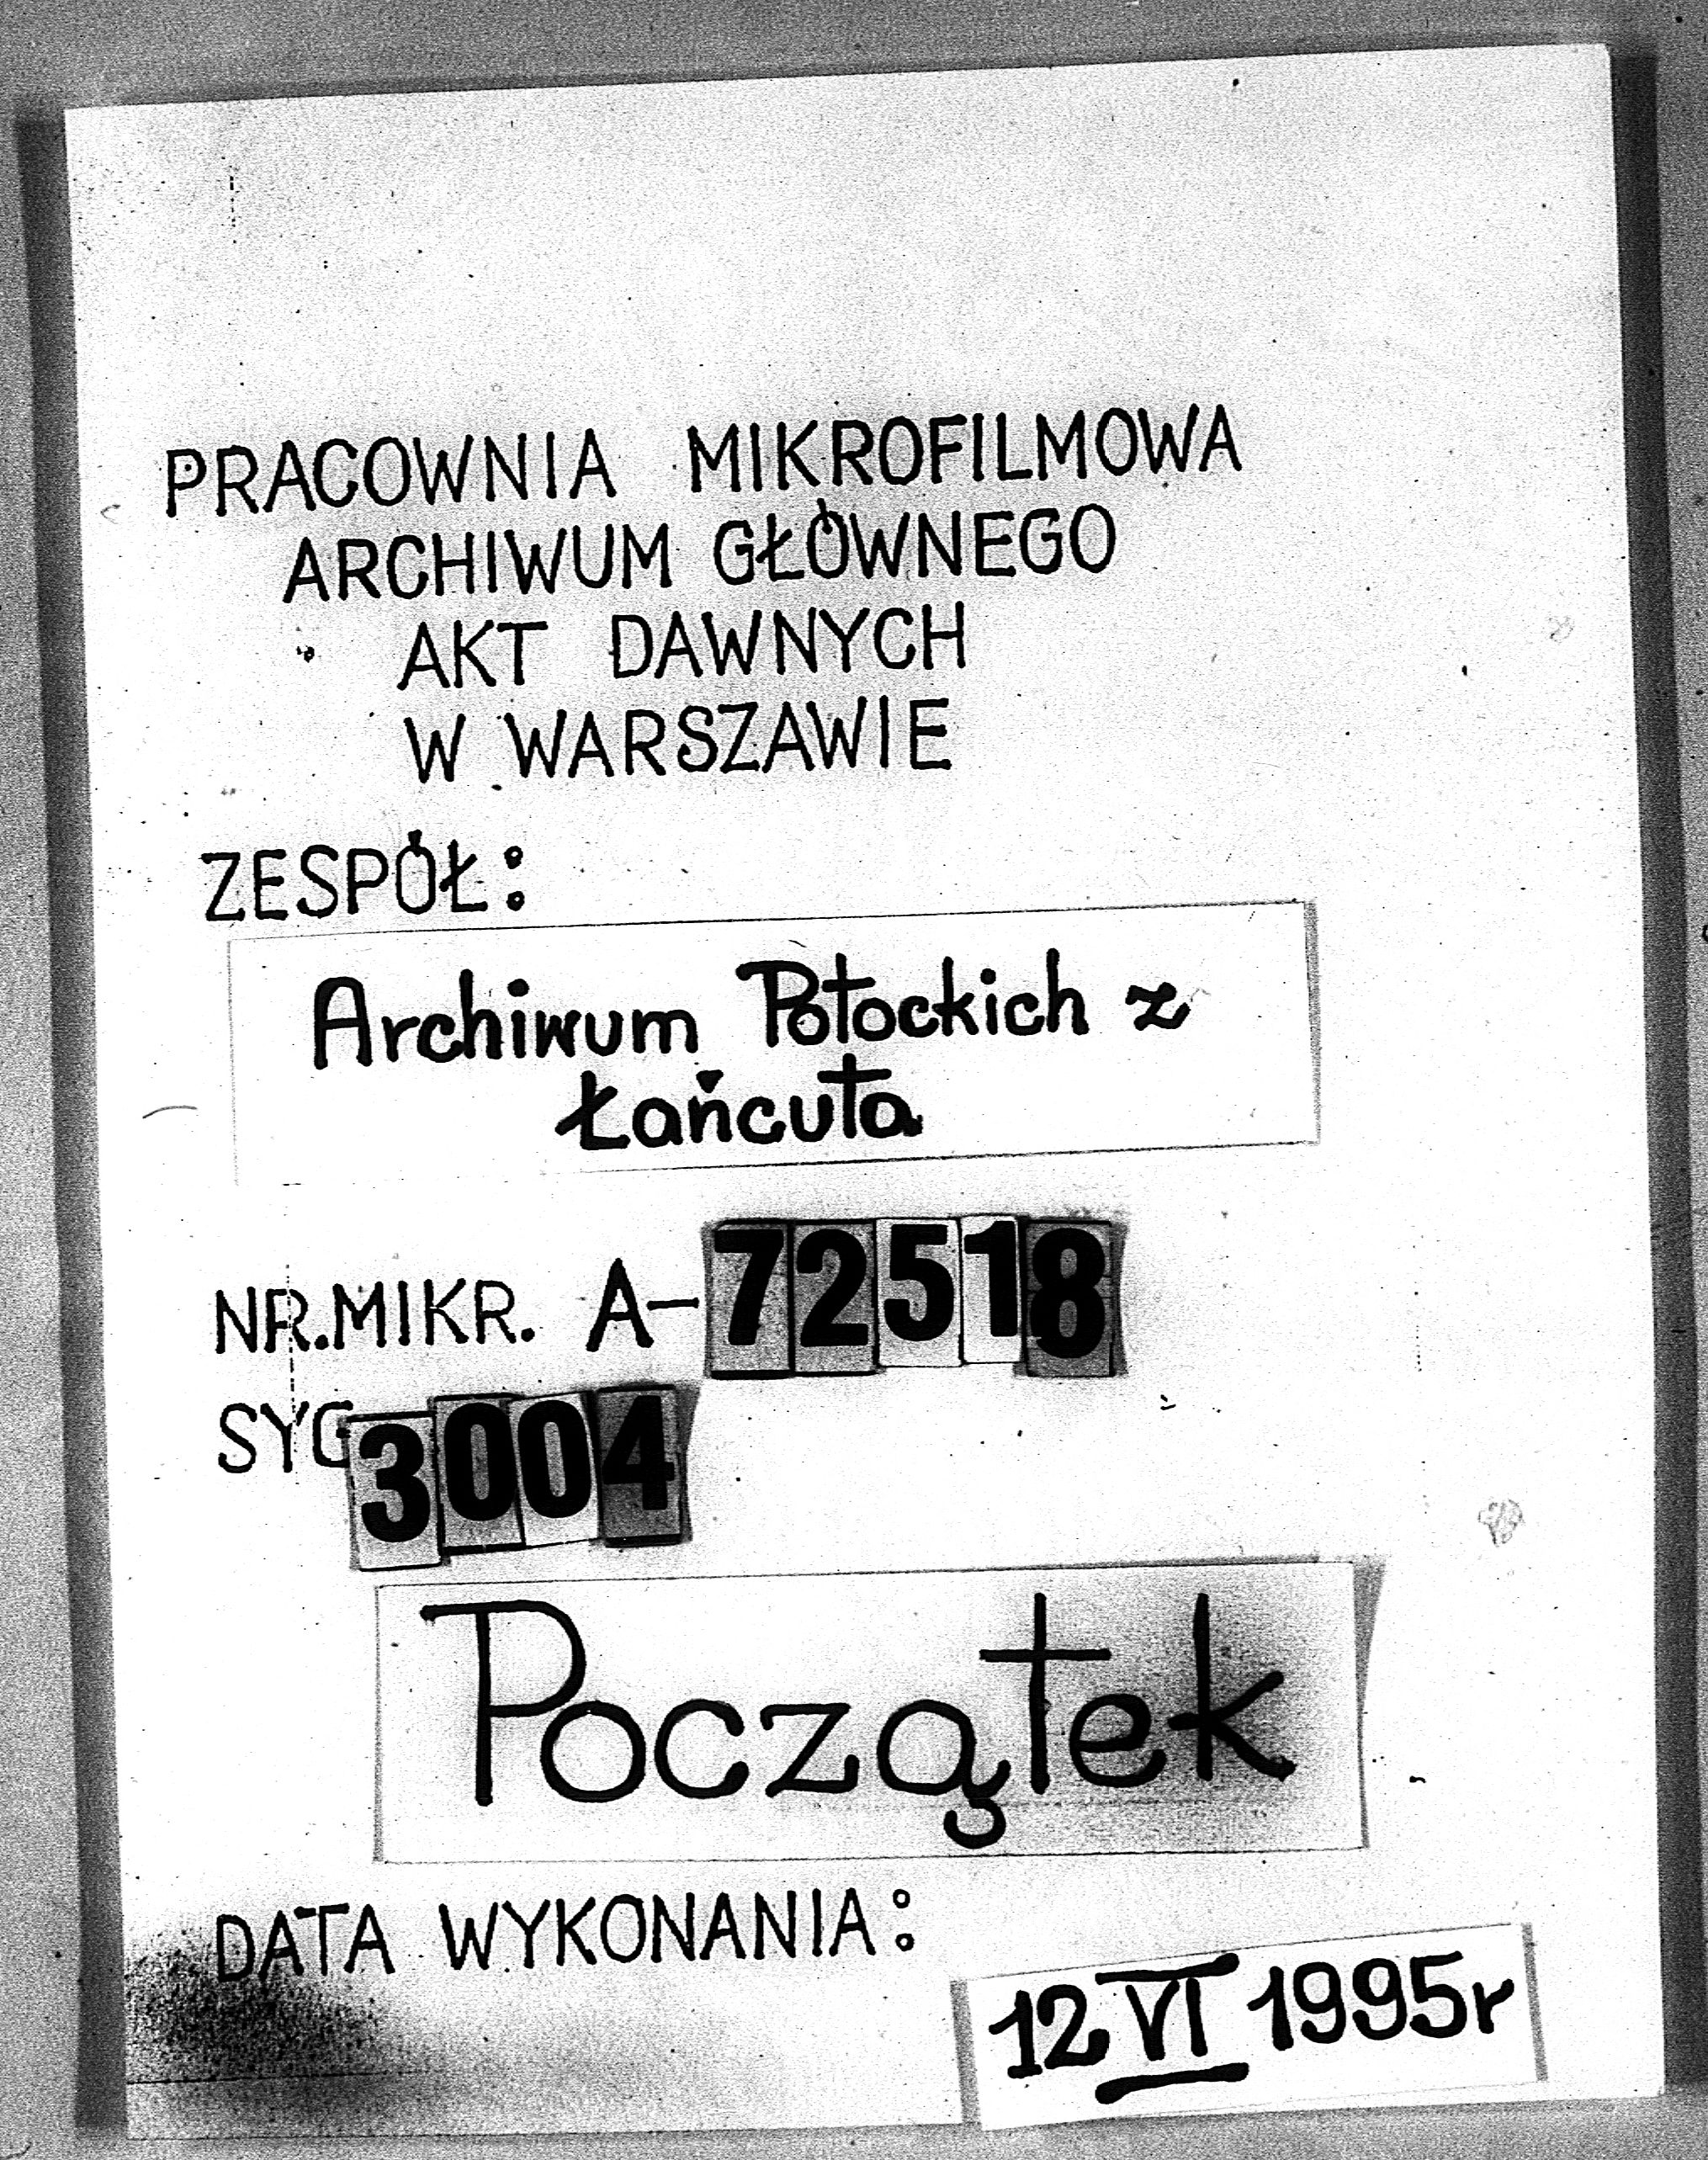 PRACOWNIA MIKROFILMOWA
ARCHIWUM GŁÓWNEGO
AKT DAWNYCH
W WARSZAWIE
ZESPÓŁ:
Archiwum Potockich z
Łańcuta
NR.MIKR. A-72518
SYG 3004
Początek
DATA WYKONANIA:
12 VI 1995r